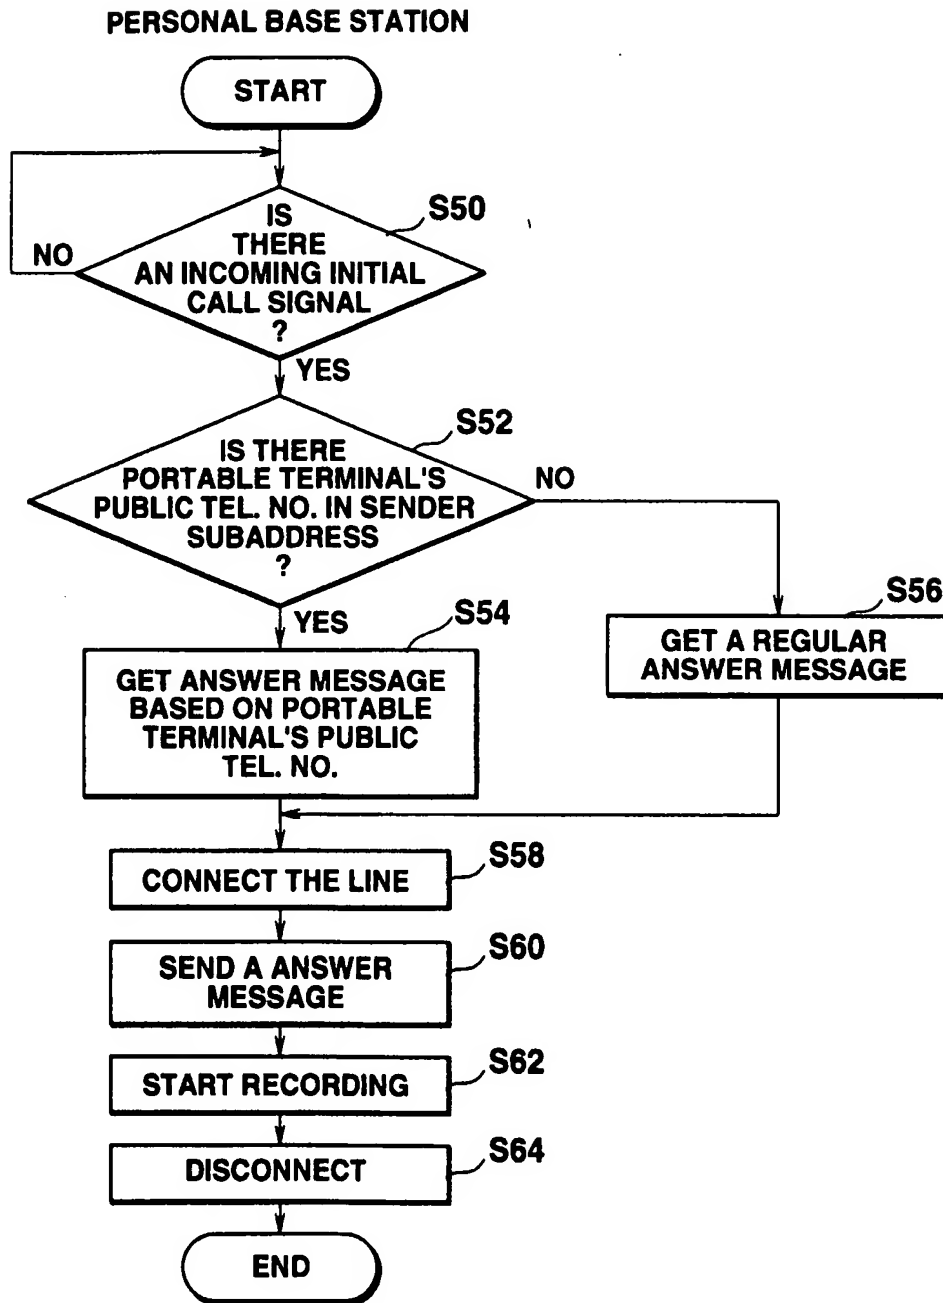 PERSONAL BASE STATION
START
S50
IS
THERE
AN INCOMING INITIAL
CALL SIGNAL
?
NO
YES
S52
IS THERE
PORTABLE TERMINAL'S
PUBLIC TEL. NO. IN SENDER
SUBADDRESS
?
NO
YES
S54
GET ANSWER MESSAGE
BASED ON PORTABLE
TERMINAL'S PUBLIC
TEL. NO.
S56
GET A REGULAR
ANSWER MESSAGE
S58
CONNECT THE LINE
S60
SEND A ANSWER
MESSAGE
S62
START RECORDING
S64
DISCONNECT
END